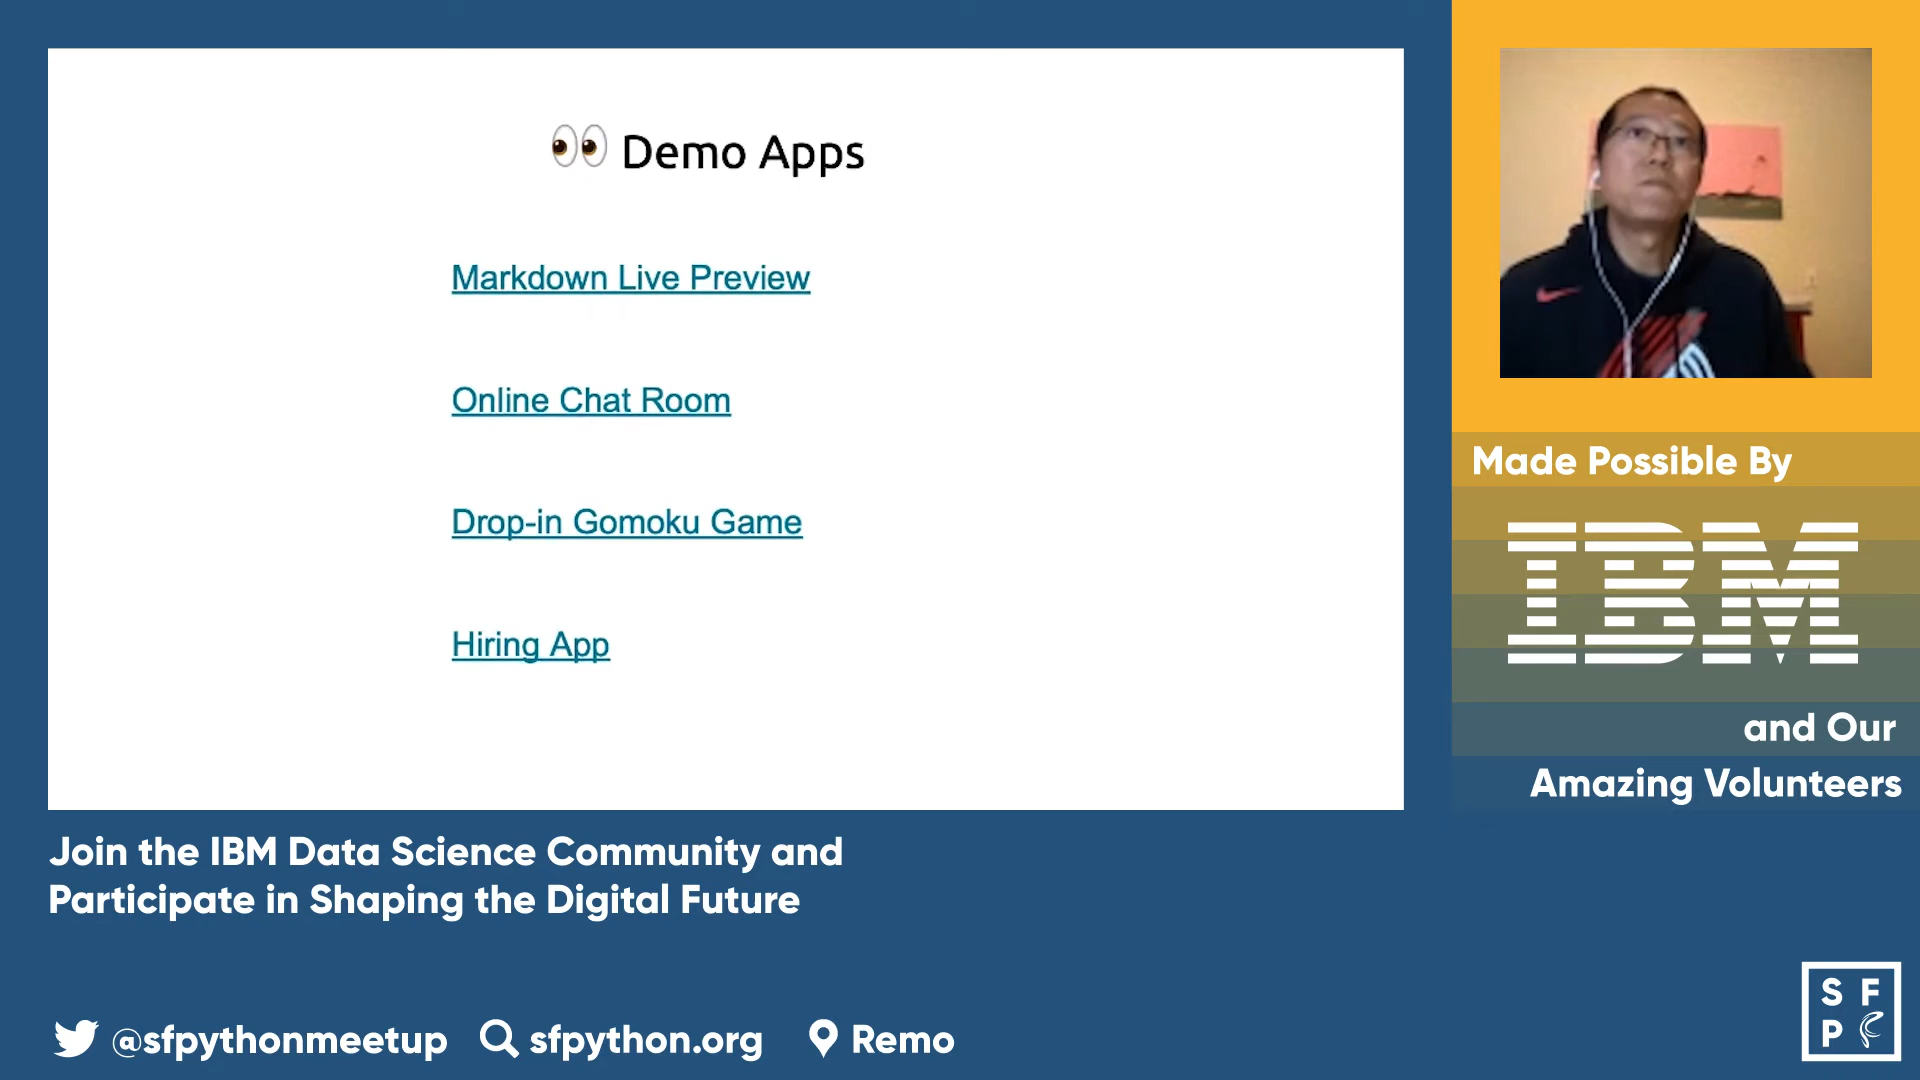 👀 Demo Apps
Markdown Live Preview
Online Chat Room
Drop-in Gomoku Game
Hiring App
Made Possible By
IBM
and Our
Amazing Volunteers
Join the IBM Data Science Community and
Participate in Shaping the Digital Future
@sfpythonmeetup
sfpython.org
Remo
S F
P